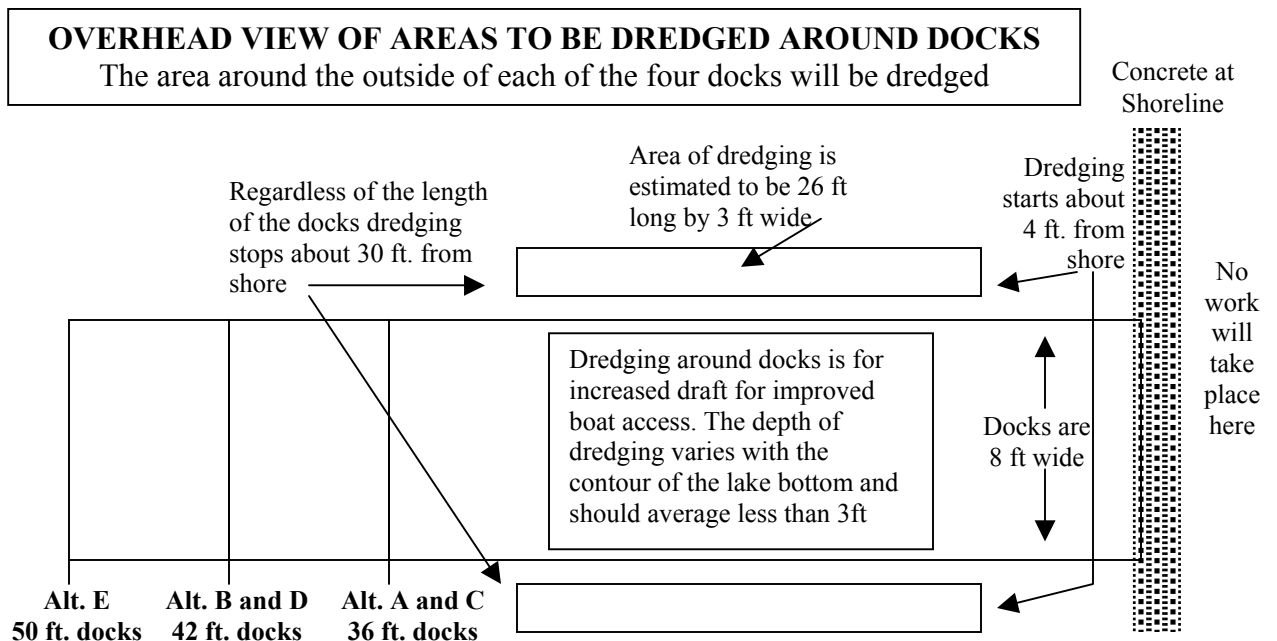 OVERHEAD VIEW OF AREAS TO BE DREDGED AROUND DOCKS
The area around the outside of each of the four docks will be dredged
Concrete at
Shoreline
Regardless of the length
of the docks dredging
stops about 30 ft. from
shore
Area of dredging is
estimated to be 26 ft
long by 3 ft wide
Dredging
starts about
4 ft. from
shore
No
work
will
take
place
here
Dredging around docks is for
increased draft for improved
boat access. The depth of
dredging varies with the
contour of the lake bottom and
should average less than 3ft
Docks are
8 ft wide
Alt. E
50 ft. docks
Alt. B and D
42 ft. docks
Alt. A and C
36 ft. docks